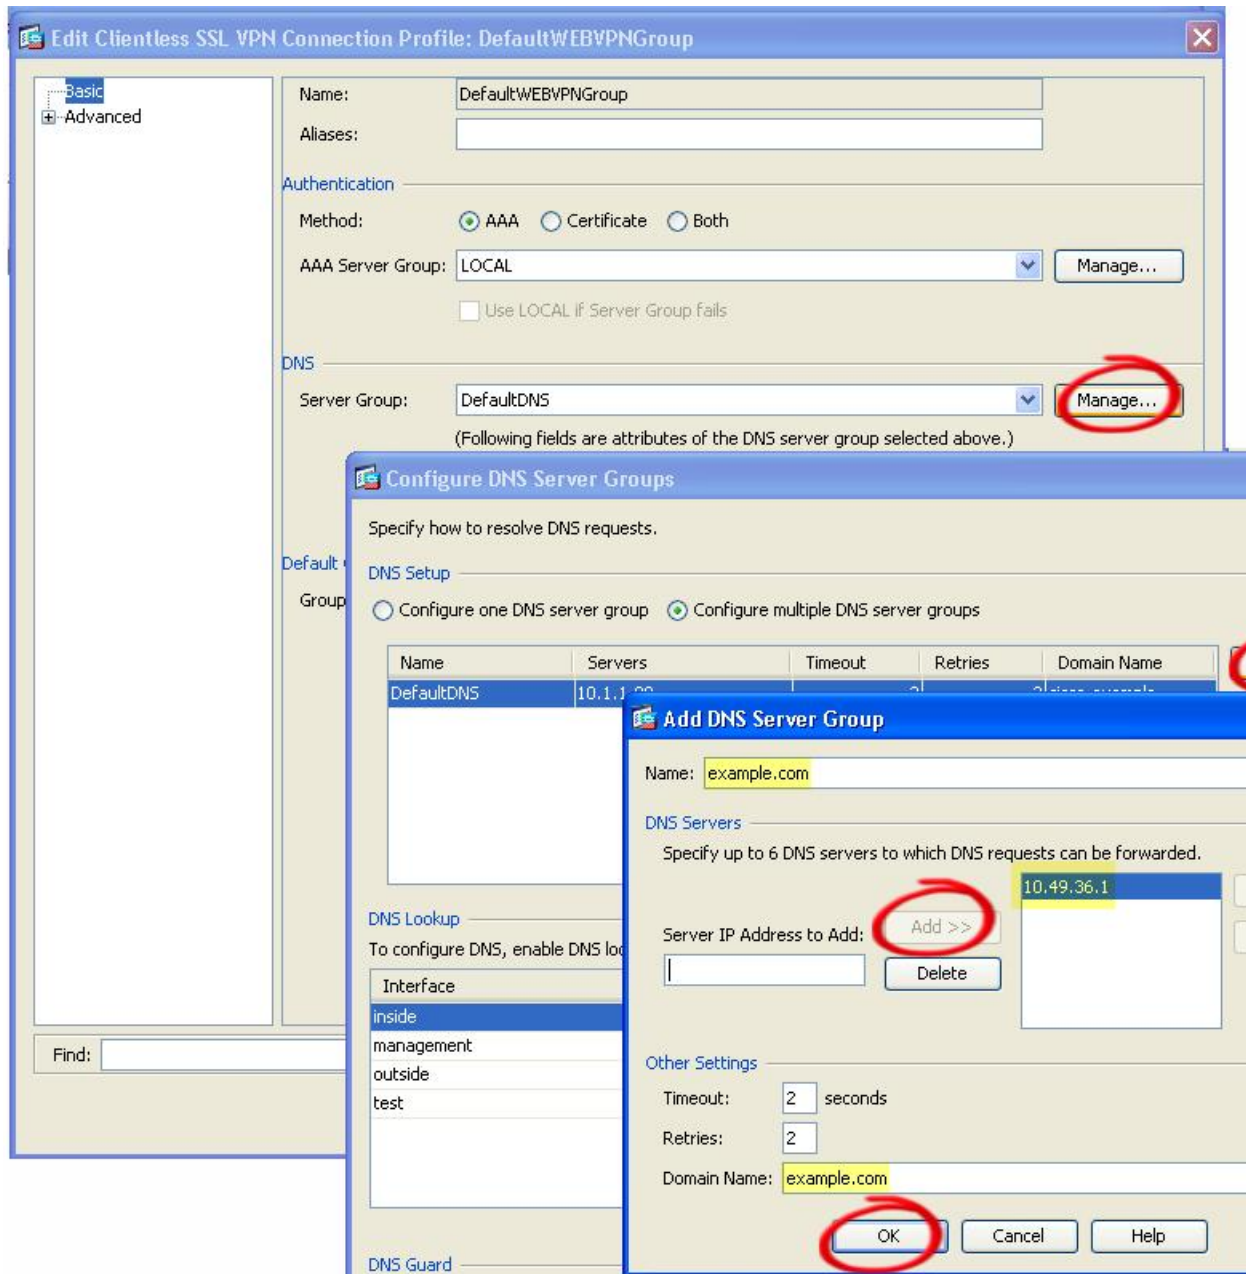 Edit Clientless SSL VPN Connection Profile: DefaultWEBVPNGroup
Basic
Advanced
Name: DefaultWEBVPNGroup
Aliases:
Authentication
Method: AAA Certificate Both
AAA Server Group: LOCAL Manage...
Use LOCAL if Server Group fails
DNS
Server Group: DefaultDNS Manage...
(Following fields are attributes of the DNS server group selected above.)
Default
Group
Find:
Configure DNS Server Groups
Specify how to resolve DNS requests.
DNS Setup
Configure one DNS server group Configure multiple DNS server groups
Name Servers Timeout Retries Domain Name
DefaultDNS 10.1.1
DNS Lookup
To configure DNS, enable DNS
Interface
inside
management
outside
test
DNS Guard
Add DNS Server Group
Name: example.com
DNS Servers
Specify up to 6 DNS servers to which DNS requests can be forwarded.
10.49.36.1
Server IP Address to Add: Add >>
Delete
Other Settings
Timeout: 2 seconds
Retries: 2
Domain Name: example.com
OK Cancel Help